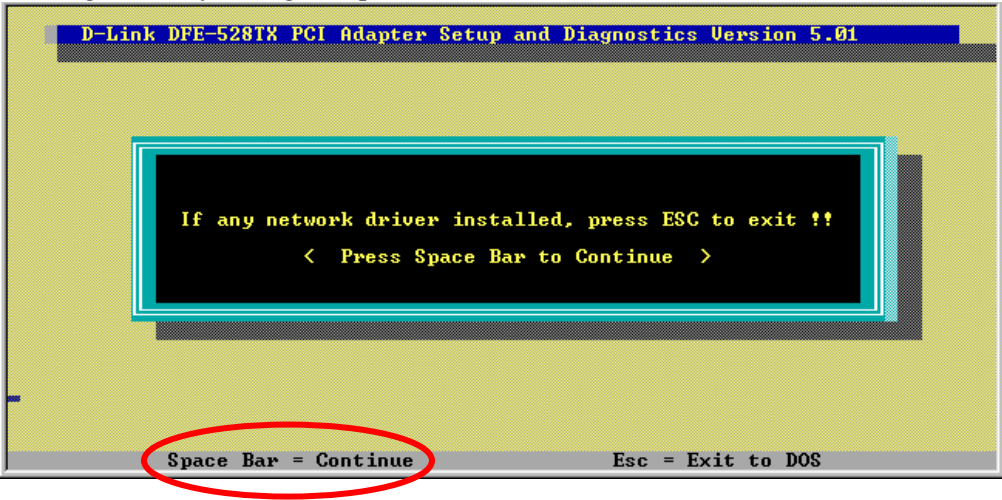 D-Link DFE-528TX PCI Adapter Setup and Diagnostics Version 5.01
If any network driver installed, press ESC to exit !!
< Press Space Bar to Continue >
Space Bar = Continue Esc = Exit to DOS